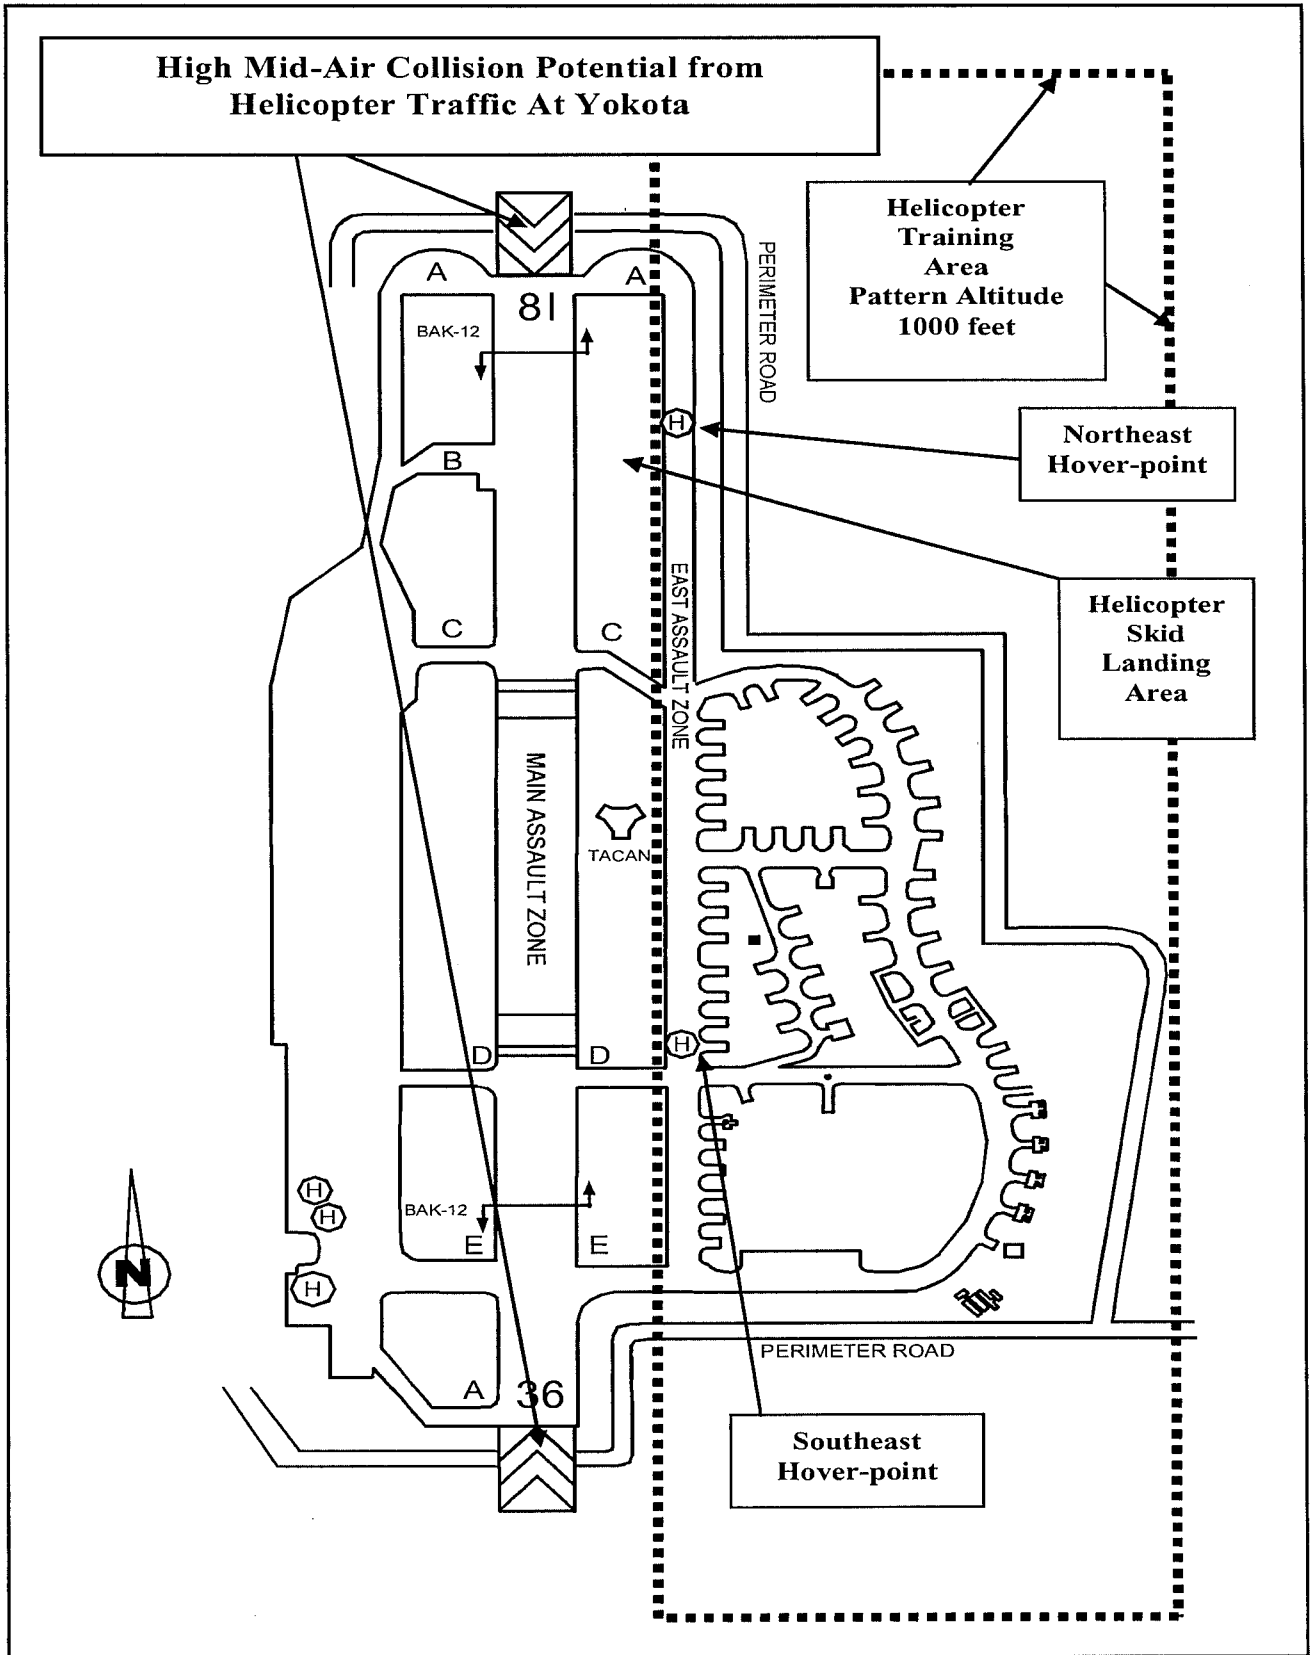 High Mid-Air Collision Potential from
Helicopter Traffic At Yokota
Helicopter
Training
Area
Pattern Altitude
1000 feet
A
A
81
BAK-12
PERIMETER ROAD
H
Northeast
Hover-point
B
EAST ASSAULT ZONE
Helicopter
Skid
Landing
Area
C
C
MAIN ASSAULT ZONE
TACAN
D
D
H
H
H
BAK-12
E
E
H
N
A
36
PERIMETER ROAD
Southeast
Hover-point